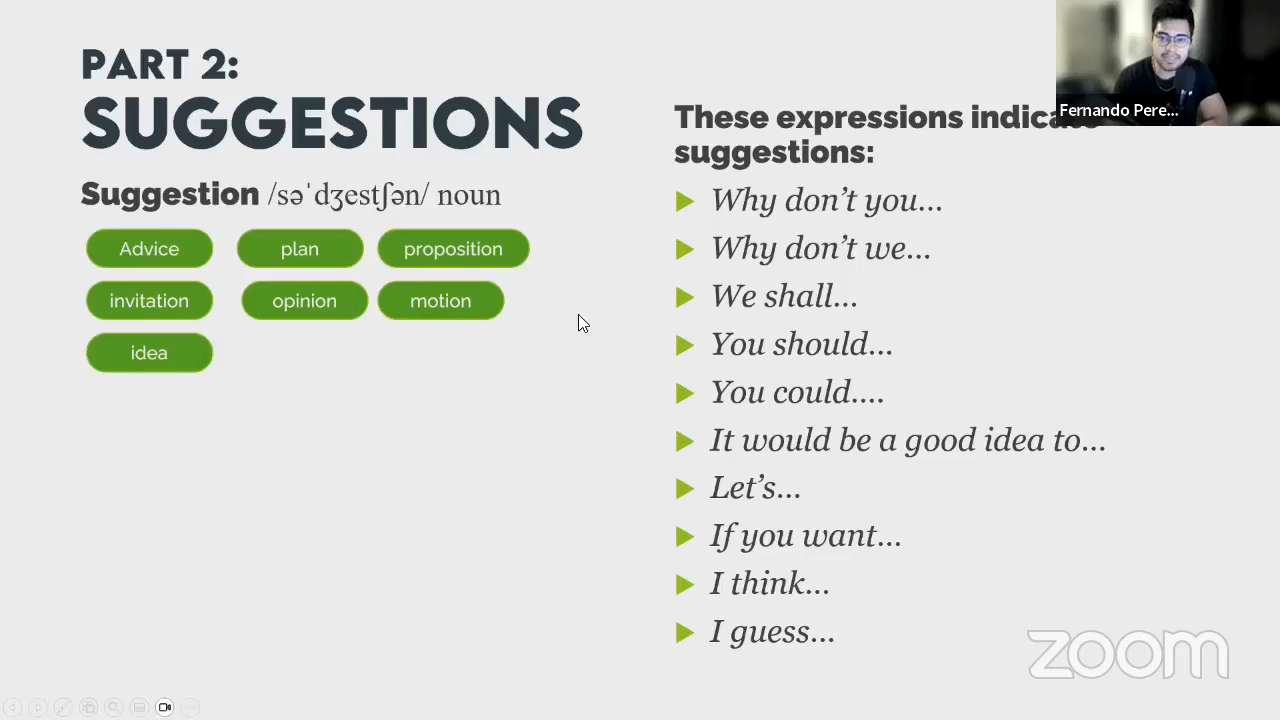 PART 2:
SUGGESTIONS
Suggestion /səˈdʒestʃən/ noun
Advice plan proposition
invitation opinion motion
idea
These expressions indicate
suggestions:
Why don't you...
Why don't we...
We shall...
You should...
You could....
It would be a good idea to...
Let's...
If you want...
I think...
I guess...
Fernando Pere...
zoom